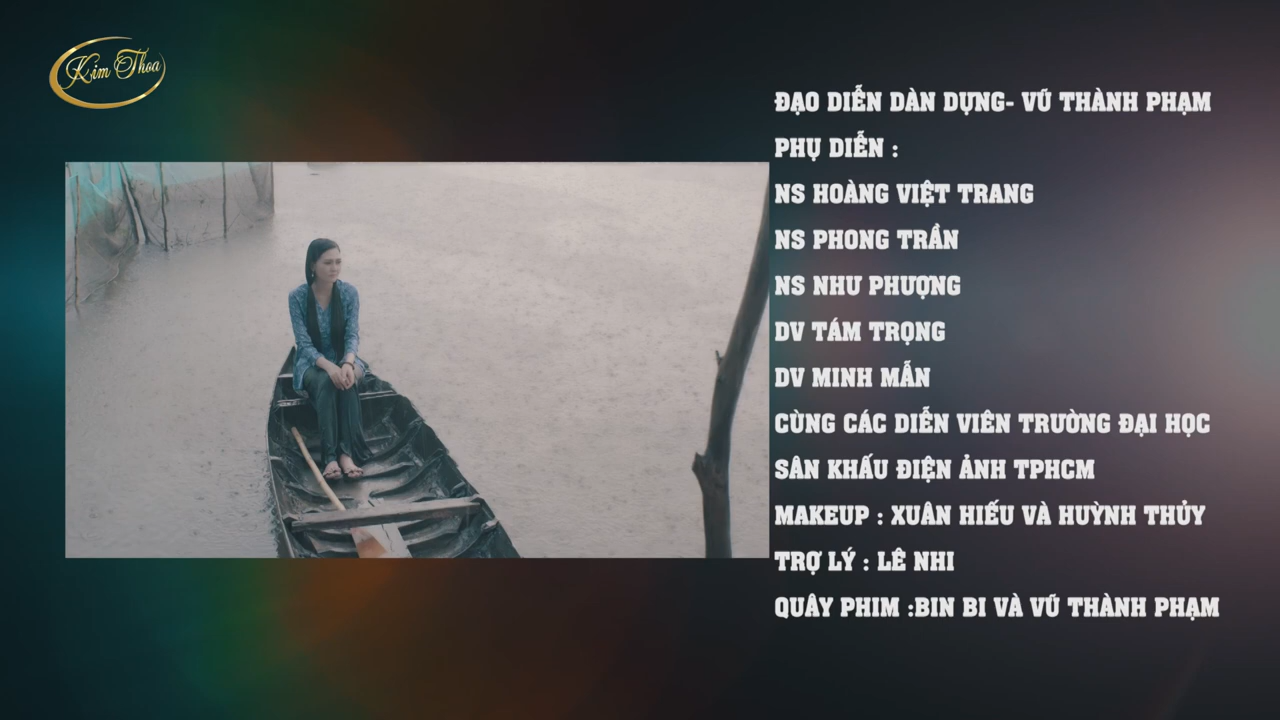 Kim Thoa
ĐẠO DIỄN DÀN DỰNG- VŨ THÀNH PHẠM
PHỤ DIỄN :
NS HOÀNG VIỆT TRANG
NS PHONG TRẦN
NS NHƯ PHƯỢNG
DV TÁM TRỌNG
DV MINH MẪN
CÙNG CÁC DIỄN VIÊN TRƯỜNG ĐẠI HỌC
SÂN KHẤU ĐIỆN ẢNH TPHCM
MAKEUP : XUÂN HIẾU VÀ HUỲNH THỦY
TRỢ LÝ : LÊ NHI
QUÂY PHIM :BIN BI VÀ VŨ THÀNH PHẠM